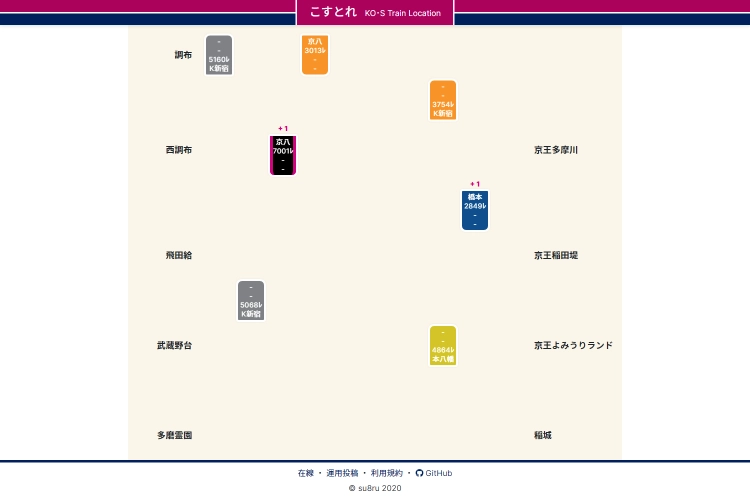 こすとれ KO-S Train Location
調布
-
-
5160ﾚ
K新宿
京八
3013ﾚ
-
-
-
-
3754ﾚ
K新宿
+1
西調布
京八
7001ﾚ
-
-
京王多摩川
+1
橋本
2849ﾚ
-
-
飛田給
京王稲田堤
-
-
5068ﾚ
K新宿
武蔵野台
-
-
4864ﾚ
本八幡
京王よみうりランド
多磨霊園
稲城
在線 ・ 運用投稿 ・ 利用規約 ・ GitHub
© su8ru 2020